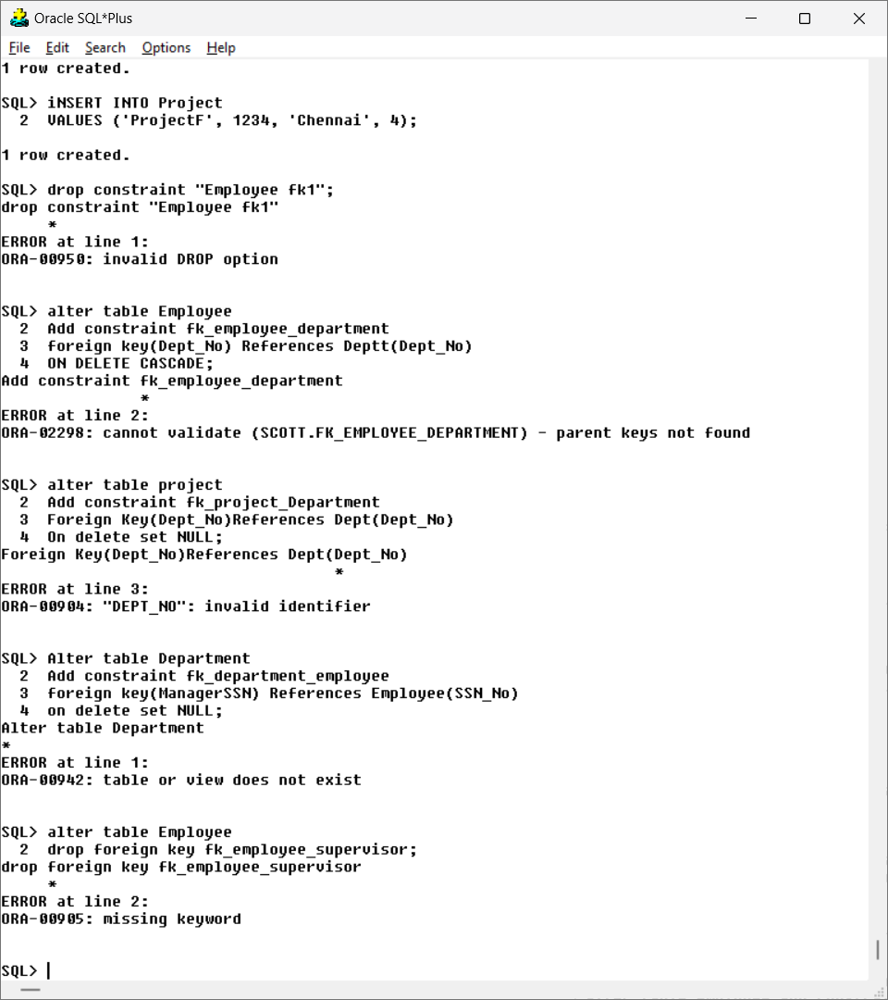 Oracle SQL*Plus
File Edit Search Options Help
1 row created.
SQL> iNSERT INTO Project
2 VALUES ('ProjectF', 1234, 'Chennai', 4);
1 row created.
SQL> drop constraint "Employee fk1";
drop constraint "Employee fk1"
*
ERROR at line 1:
ORA-00950: invalid DROP option
SQL> alter table Employee
2 Add constraint fk_employee_department
3 foreign key(Dept_No) References Deptt(Dept_No)
4 ON DELETE CASCADE;
Add constraint fk_employee_department
*
ERROR at line 2:
ORA-02298: cannot validate (SCOTT.FK_EMPLOYEE_DEPARTMENT) - parent keys not found
SQL> alter table project
2 Add constraint fk_project_Department
3 Foreign Key(Dept_No)References Dept(Dept_No)
4 On delete set NULL;
Foreign Key(Dept_No)References Dept(Dept_No)
*
ERROR at line 3:
ORA-00904: "DEPT_NO": invalid identifier
SQL> Alter table Department
2 Add constraint fk_department_employee
3 foreign key(ManagerSSN) References Employee(SSN_No)
4 on delete set NULL;
Alter table Department
*
ERROR at line 1:
ORA-00942: table or view does not exist
SQL> alter table Employee
2 drop foreign key fk_employee_supervisor;
drop foreign key fk_employee_supervisor
*
ERROR at line 2:
ORA-00905: missing keyword
SQL>